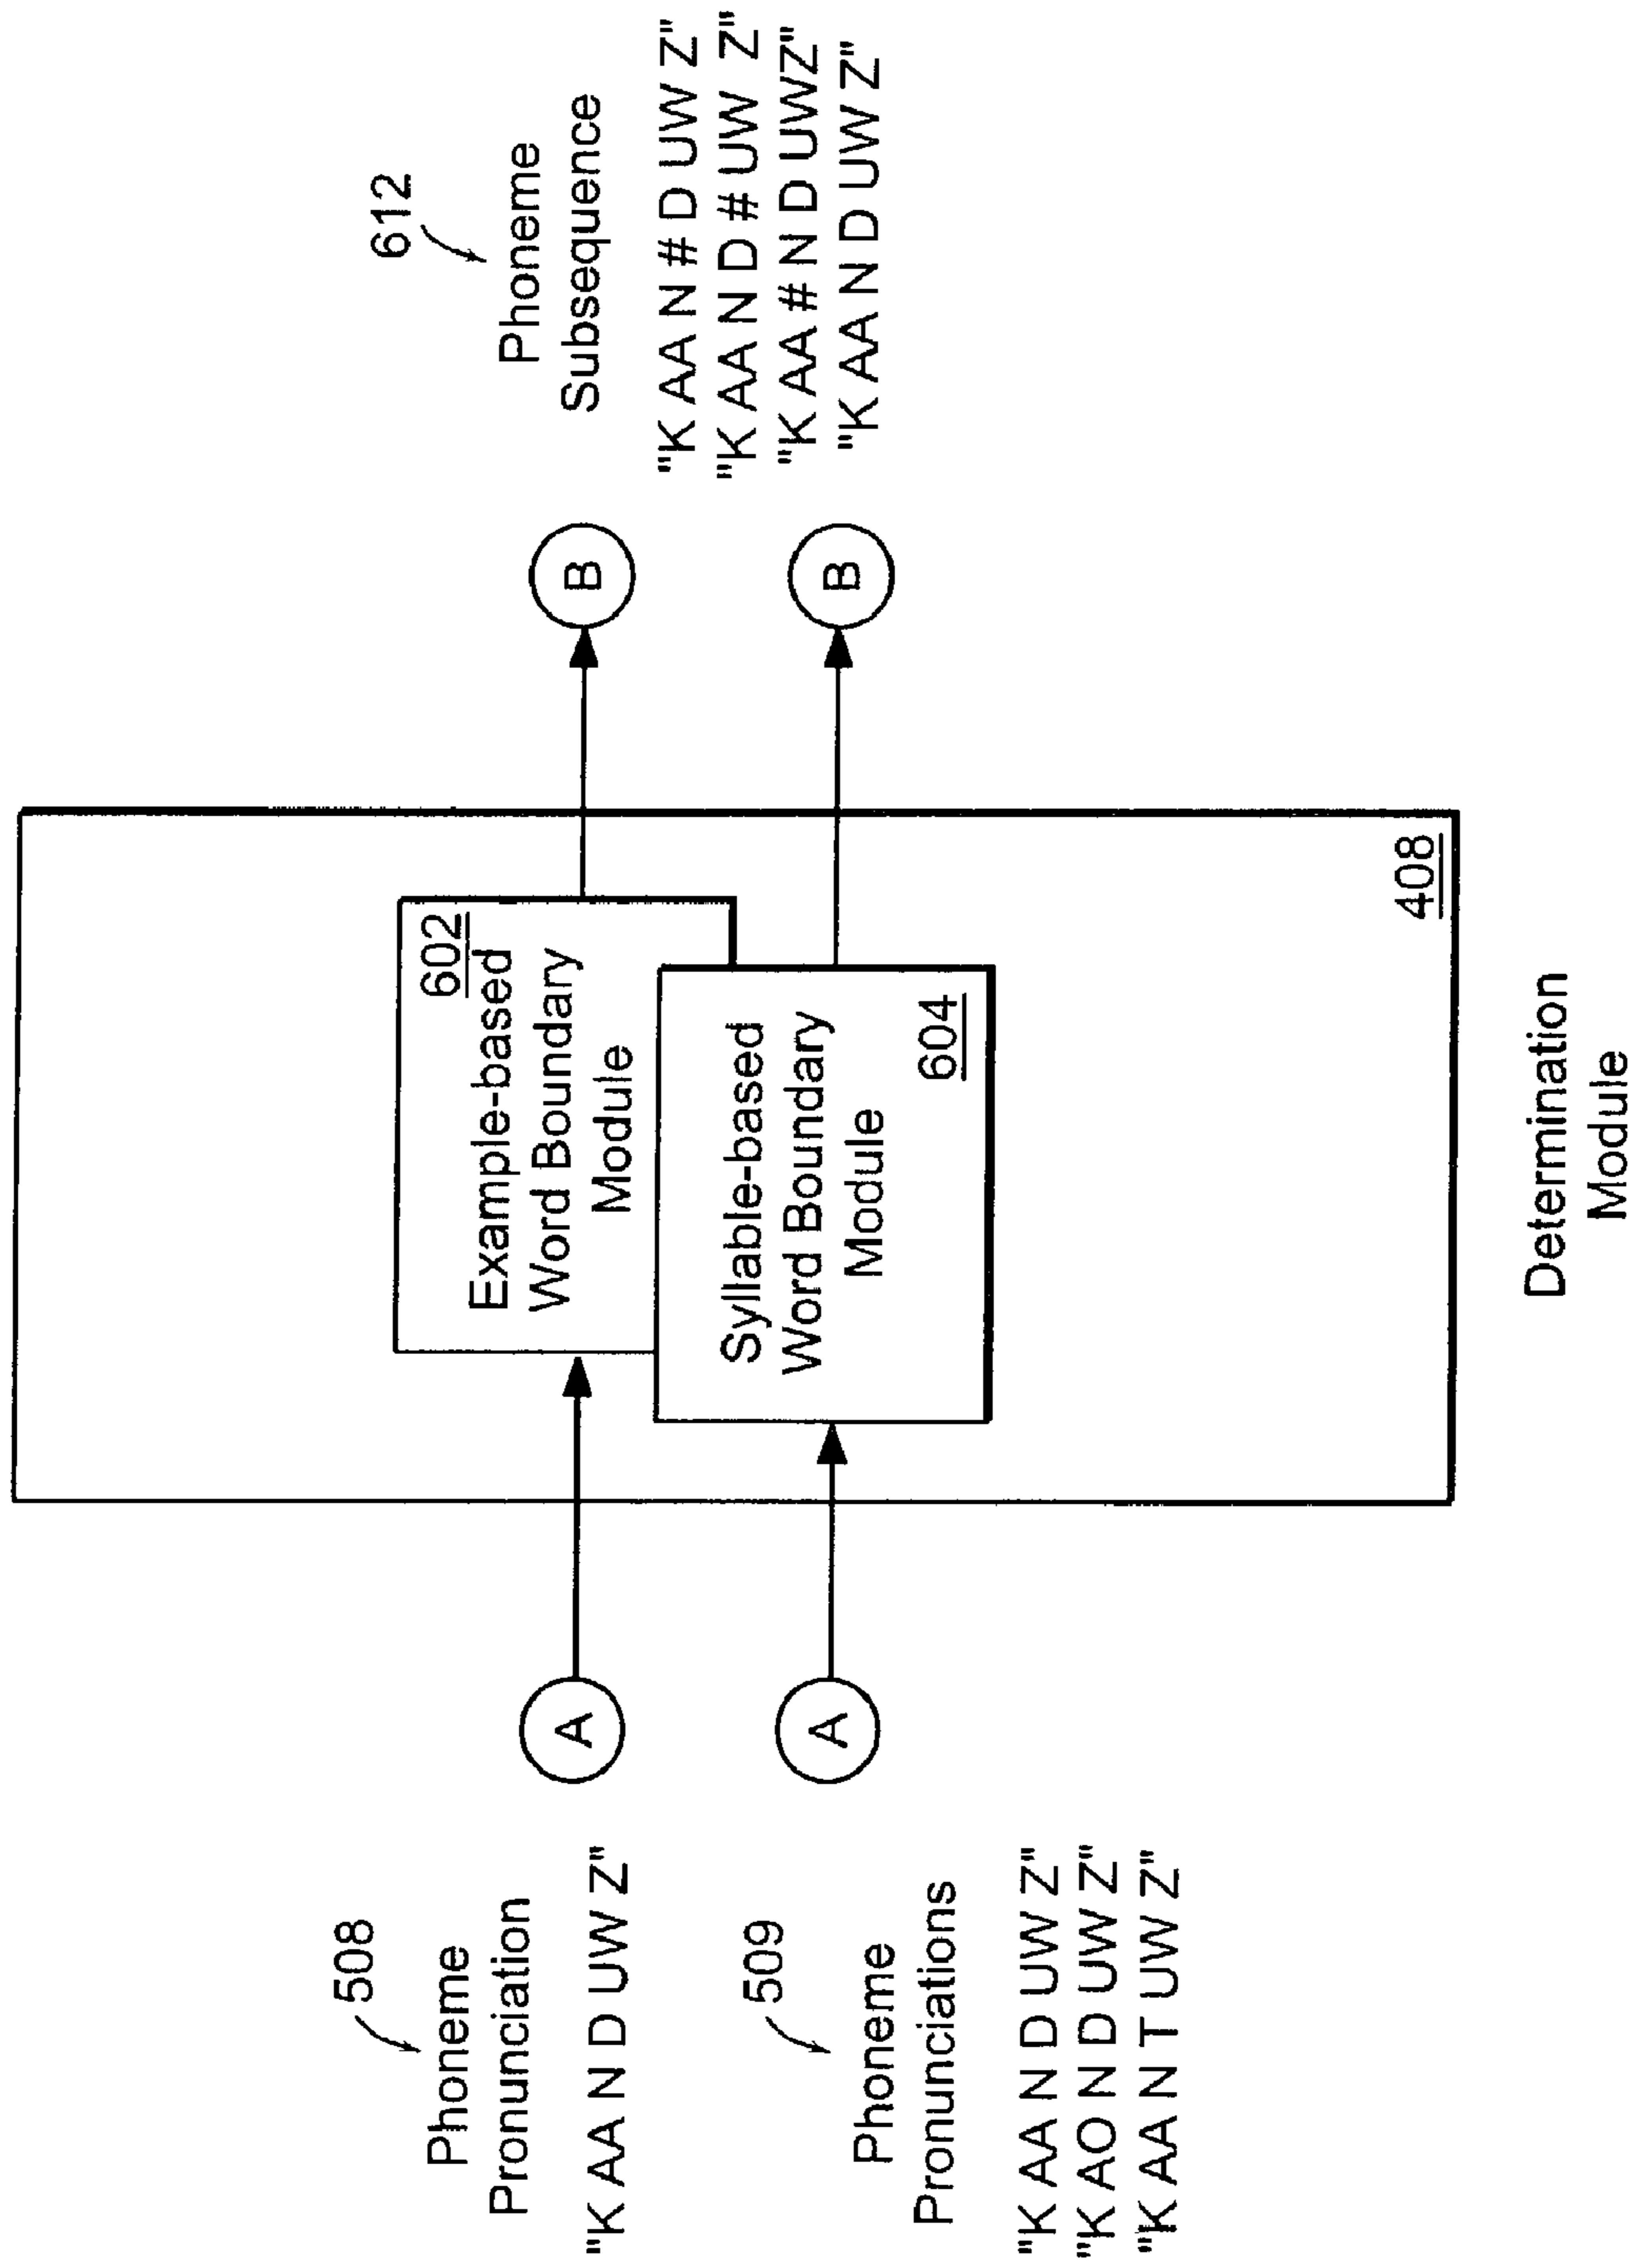 508
Phoneme
Pronunciation
"K AA N D UW Z"
509
Phoneme
Pronunciations
"K AA N D UW Z"
"K AO N D UW Z"
"K AA N T UW Z"
A
A
602
Example-based
Word Boundary
Module
Syllable-based
Word Boundary
Module
604
408
Determination
Module
B
B
612
Phoneme
Subsequence
"K AA N # D UW Z"
"K AA N D # UW Z"
"K AA # N D UWZ"
"K AA N D UW Z"